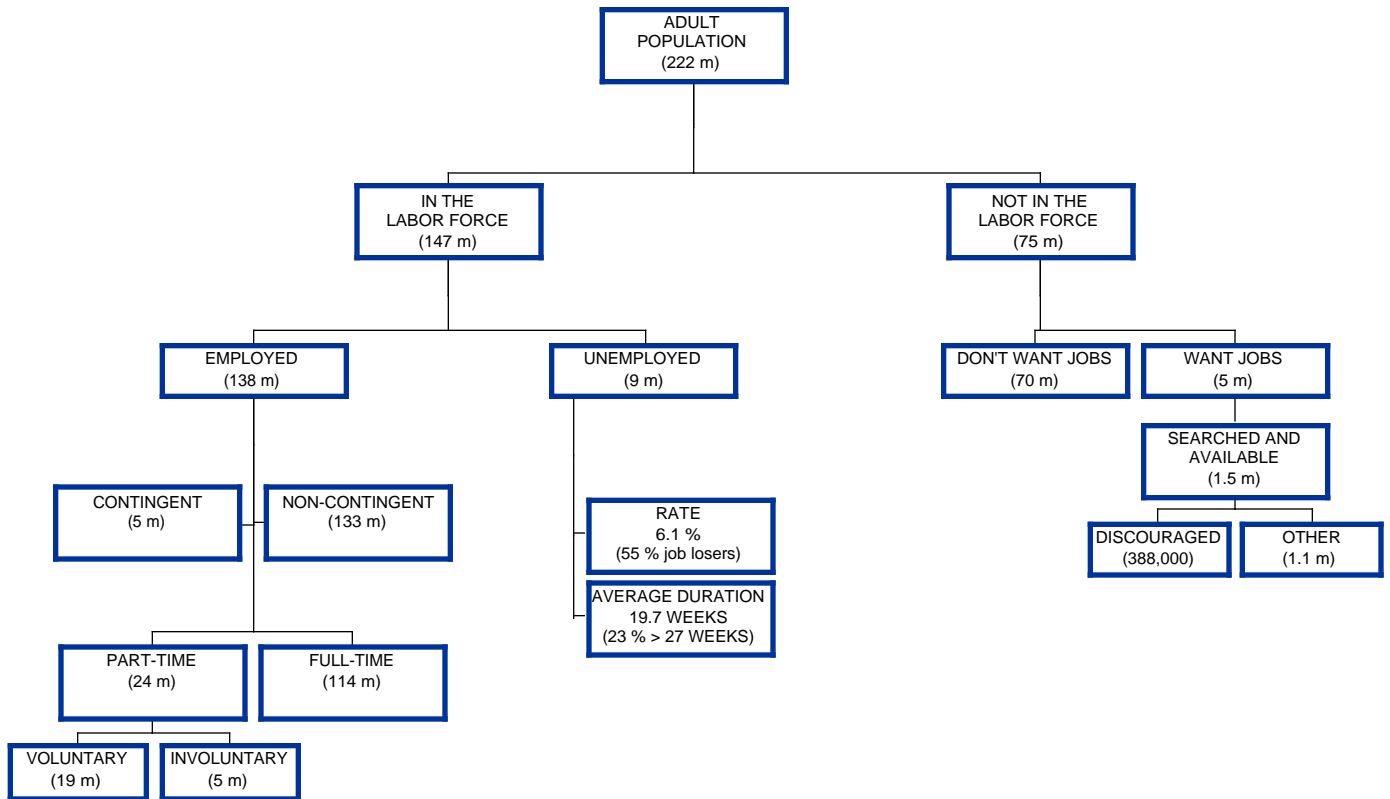 ADULT
POPULATION
(222 m)
IN THE
LABOR FORCE
(147 m)
NOT IN THE
LABOR FORCE
(75 m)
EMPLOYED
(138 m)
UNEMPLOYED
(9 m)
DON'T WANT JOBS
(70 m)
WANT JOBS
(5 m)
SEARCHED AND
AVAILABLE
(1.5 m)
CONTINGENT
(5 m)
NON-CONTINGENT
(133 m)
RATE
6.1 %
(55 % job losers)
DISCOURAGED
(388,000)
OTHER
(1.1 m)
AVERAGE DURATION
19.7 WEEKS
(23 % > 27 WEEKS)
PART-TIME
(24 m)
FULL-TIME
(114 m)
VOLUNTARY
(19 m)
INVOLUNTARY
(5 m)